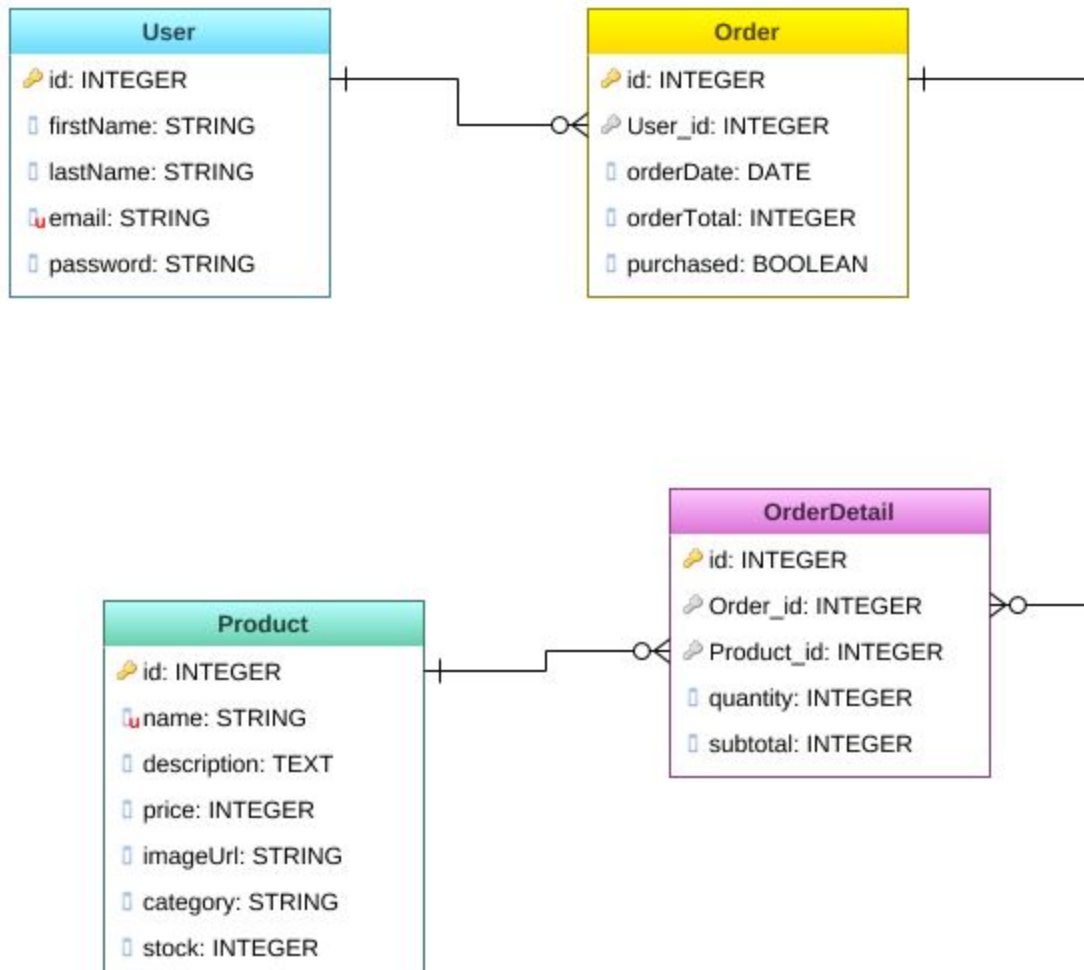 User
id: INTEGER
firstName: STRING
lastName: STRING
email: STRING
password: STRING
Order
id: INTEGER
User_id: INTEGER
orderDate: DATE
orderTotal: INTEGER
purchased: BOOLEAN
OrderDetail
id: INTEGER
Order_id: INTEGER
Product_id: INTEGER
quantity: INTEGER
subtotal: INTEGER
Product
id: INTEGER
name: STRING
description: TEXT
price: INTEGER
imageUrl: STRING
category: STRING
stock: INTEGER